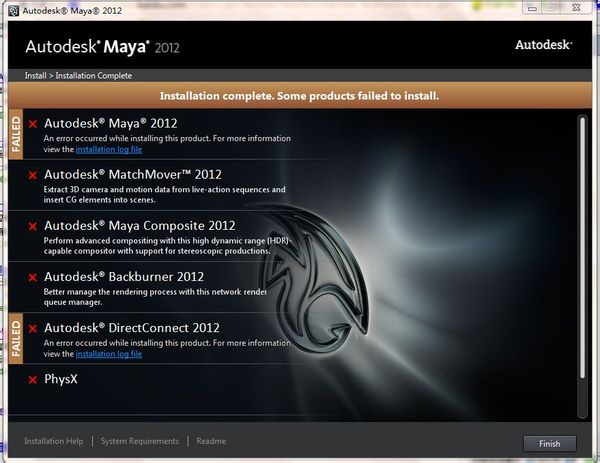 Autodesk® Maya® 2012
Autodesk® Maya® 2012
Autodesk®
Install > Installation Complete
Installation complete. Some products failed to install.
FAILED
Autodesk® Maya® 2012
An error occurred while installing this product. For more information
view the installation log file
Autodesk® MatchMover™ 2012
Extract 3D camera and motion data from live-action sequences and
insert CG elements into scenes.
Autodesk® Maya Composite 2012
Perform advanced compositing with this high dynamic range (HDR)-
capable compositor with support for stereoscopic productions.
Autodesk® Backburner 2012
Better manage the rendering process with this network render
queue manager.
FAILED
Autodesk® DirectConnect 2012
An error occurred while installing this product. For more information
view the installation log file
PhysX
Installation Help | System Requirements | Readme
Finish